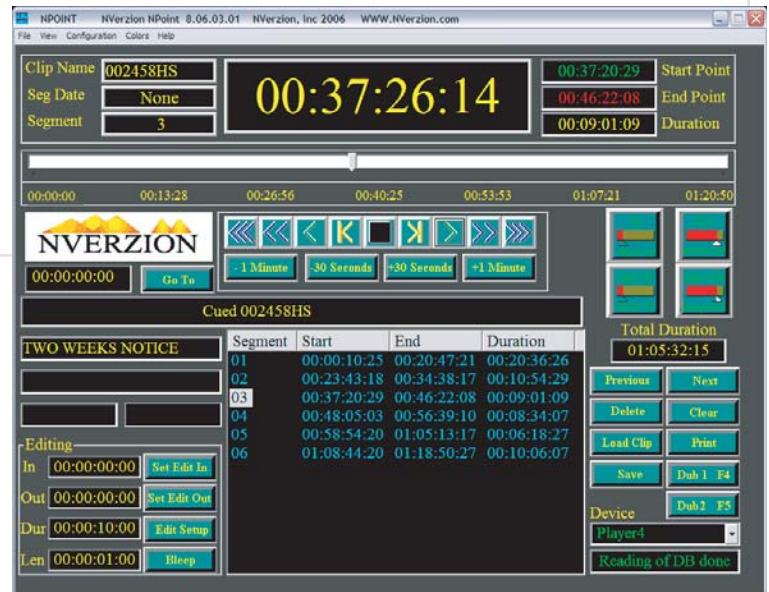 NPOINT NVerzion NPoint 8.06.03.01 NVerzion, Inc 2006 WWW.NVerzion.com
File View Configuration Colors Help
Clip Name 002458HS
Seg Date None
Segment 3
00:37:26:14
00:37:20:29 Start Point
00:46:22:08 End Point
00:09:01:09 Duration
00:00:00 00:13:28 00:26:56 00:40:25 00:53:53 01:07:21 01:20:50
NVERZION
00:00:00:00 Go To
- 1 Minute -30 Seconds +30 Seconds +1 Minute
Cued 002458HS
TWO WEEKS NOTICE
Segment Start End Duration
01 00:00:10:25 00:20:47:21 00:20:36:26
02 00:23:43:18 00:34:38:17 00:10:54:29
03 00:37:20:29 00:46:22:08 00:09:01:09
04 00:48:05:03 00:56:39:10 00:08:34:07
05 00:58:54:20 01:05:13:17 00:06:18:27
06 01:08:44:20 01:18:50:27 00:10:06:07
Editing
In 00:00:00:00 Set Edit In
Out 00:00:00:00 Set Edit Out
Dur 00:00:10:00 Edit Setup
Len 00:00:01:00 Bleep
Total Duration
01:05:32:15
Previous Next
Delete Clear
Load Clip Print
Save Dub 1 F4
Dub2 F5
Device
Player4
Reading of DB done